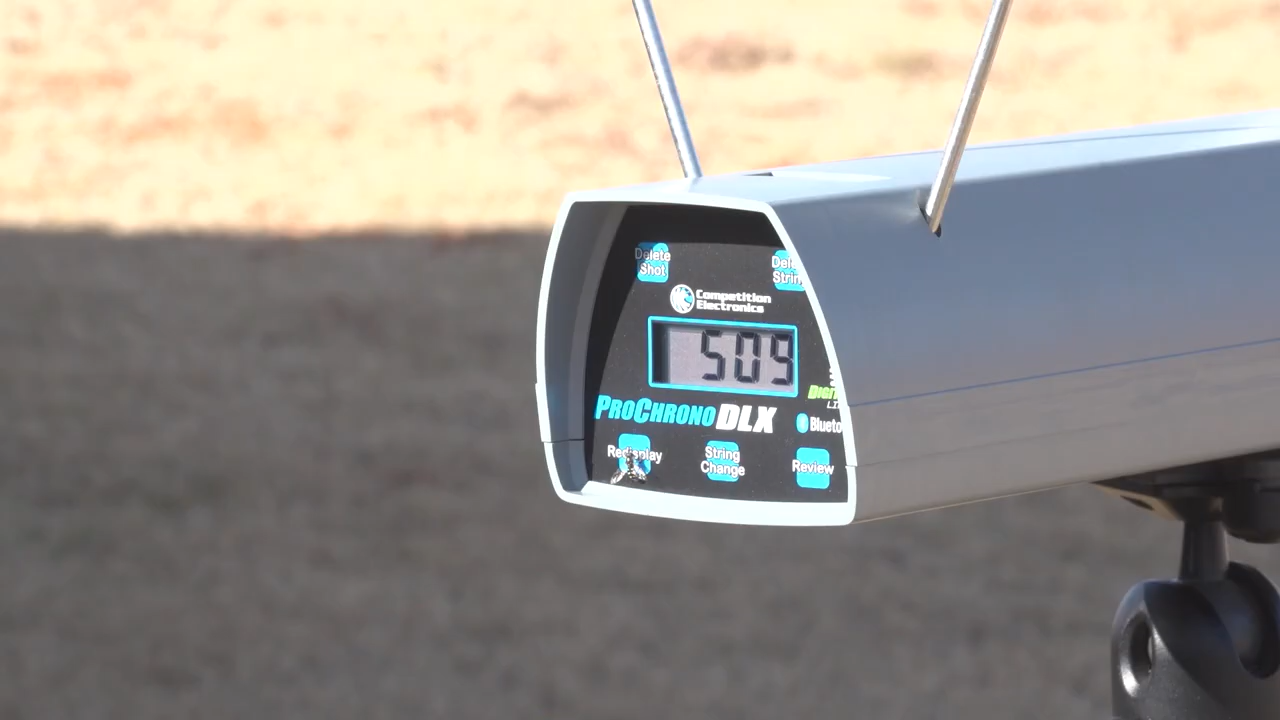 Delete
Shot
Competition
Electronics
509
PROCHRONO DLX
Redisplay
String
Change
Review